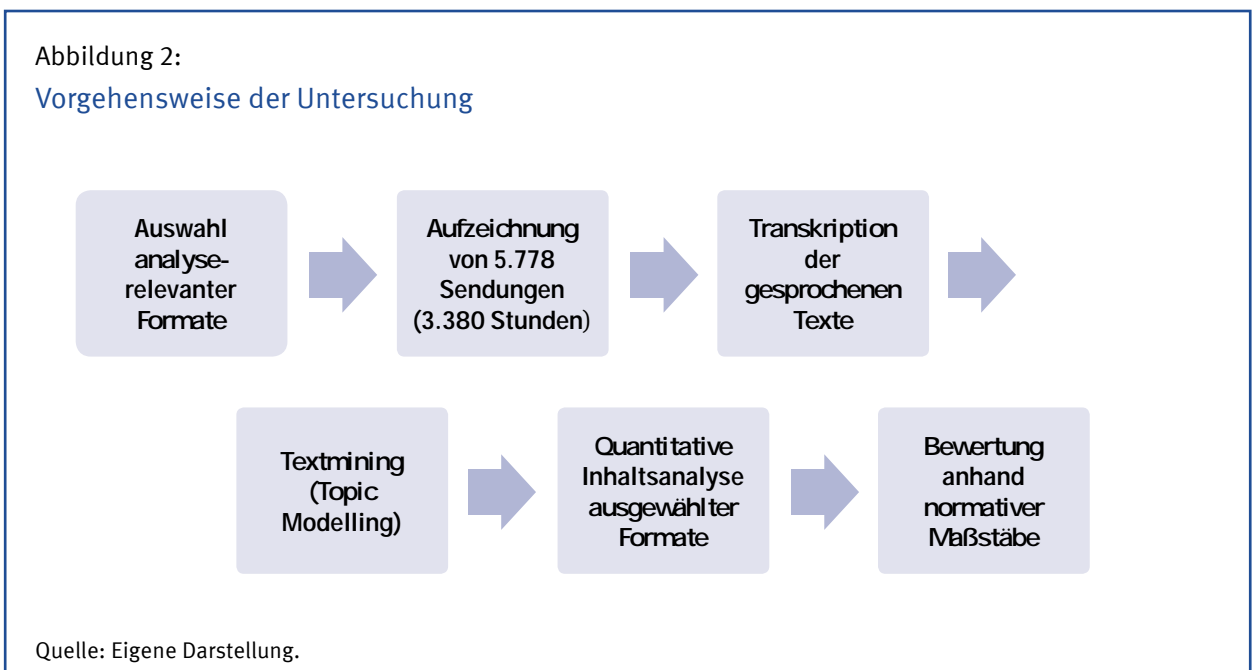 Abbildung 2:
Vorgehensweise der Untersuchung
Auswahl
analyse-
relevanter
Formate
Aufzeichnung
von 5.778
Sendungen
(3.380 Stunden)
Transkription
der
gesprochenen
Texte
Textmining
(Topic
Modelling)
Quantitative
Inhaltsanalyse
ausgewählter
Formate
Bewertung
anhand
normativer
Maßstäbe
Quelle: Eigene Darstellung.